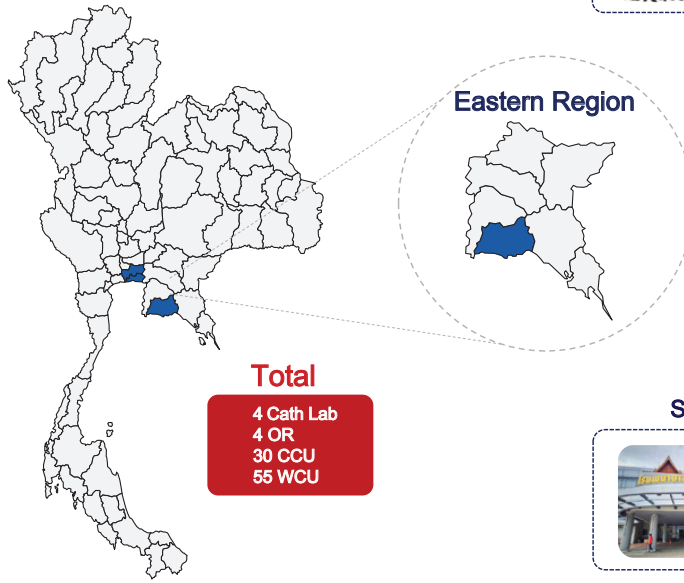 Eastern Region
Total
4 Cath Lab
4 OR
30 CCU
55 WCU
S